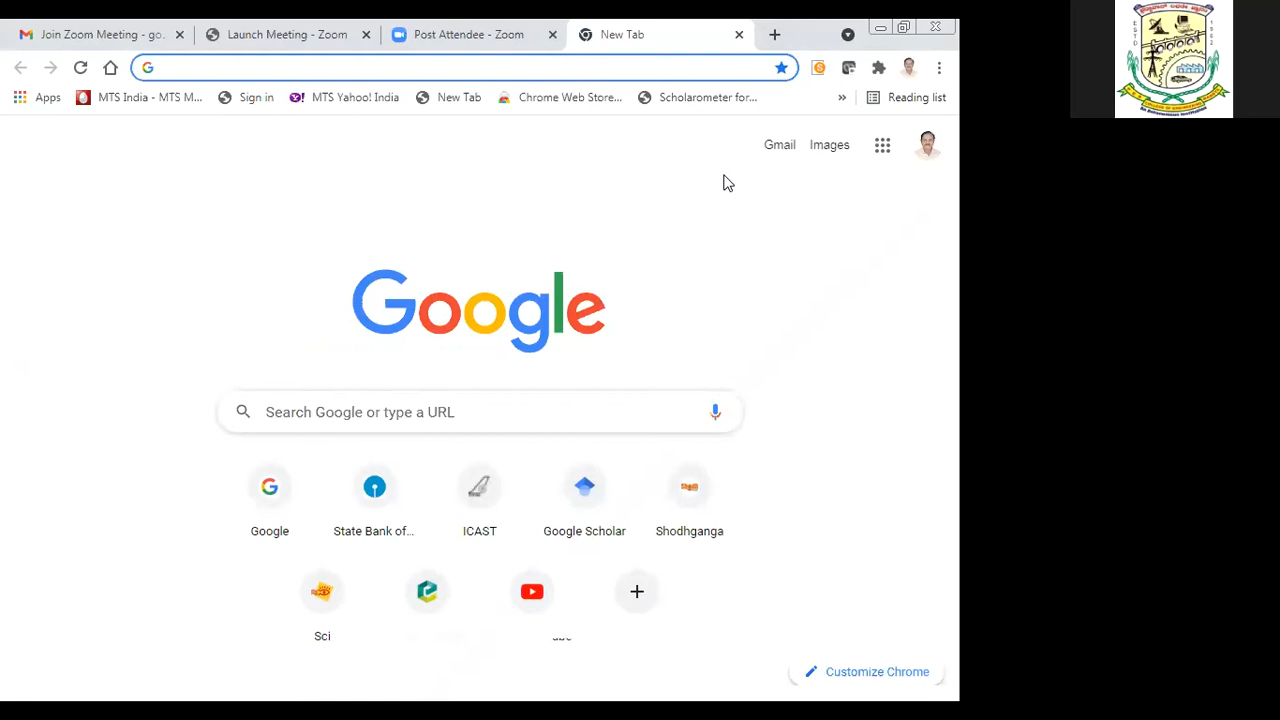 Join Zoom Meeting - go.
Launch Meeting - Zoom
Post Attendee - Zoom
New Tab
Apps
MTS India - MTS M...
Sign in
MTS Yahoo! India
New Tab
Chrome Web Store...
Scholarometer for...
»
Reading list
Gmail
Images
Google
Search Google or type a URL
Google
State Bank of...
ICAST
Google Scholar
Shodhganga
Sci
Customize Chrome
ESTD
1962